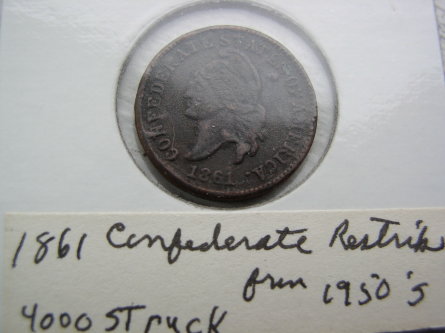 CONFEDERATE STATES OF AMERICA.
1861
1861 Confederate Restrik
from 1950's
4000 STruck